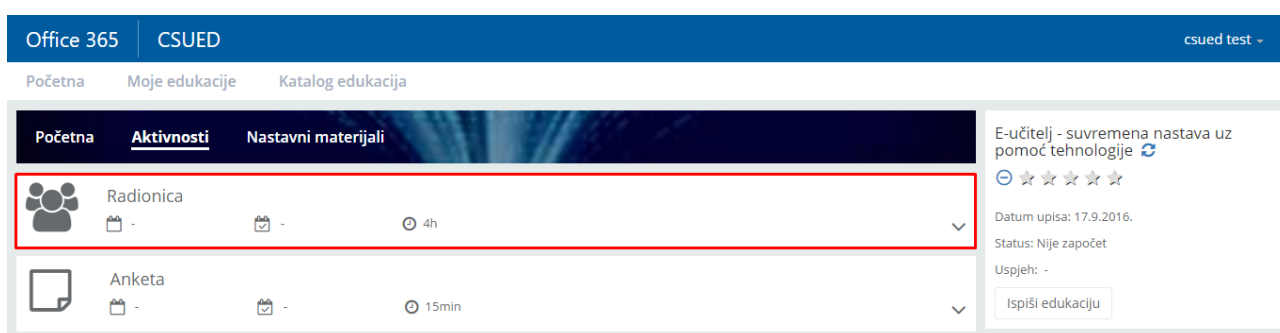 Office 365 CSUED csued test
Početna Moje edukacije Katalog edukacija
Početna Aktivnosti Nastavni materijali
Radionica
- - 4h
Anketa
- - 15min
E-učitelj - suvremena nastava uz
pomoć tehnologije
Datum upisa: 17.9.2016.
Status: Nije započet
Uspjeh: -
Ispiši edukaciju